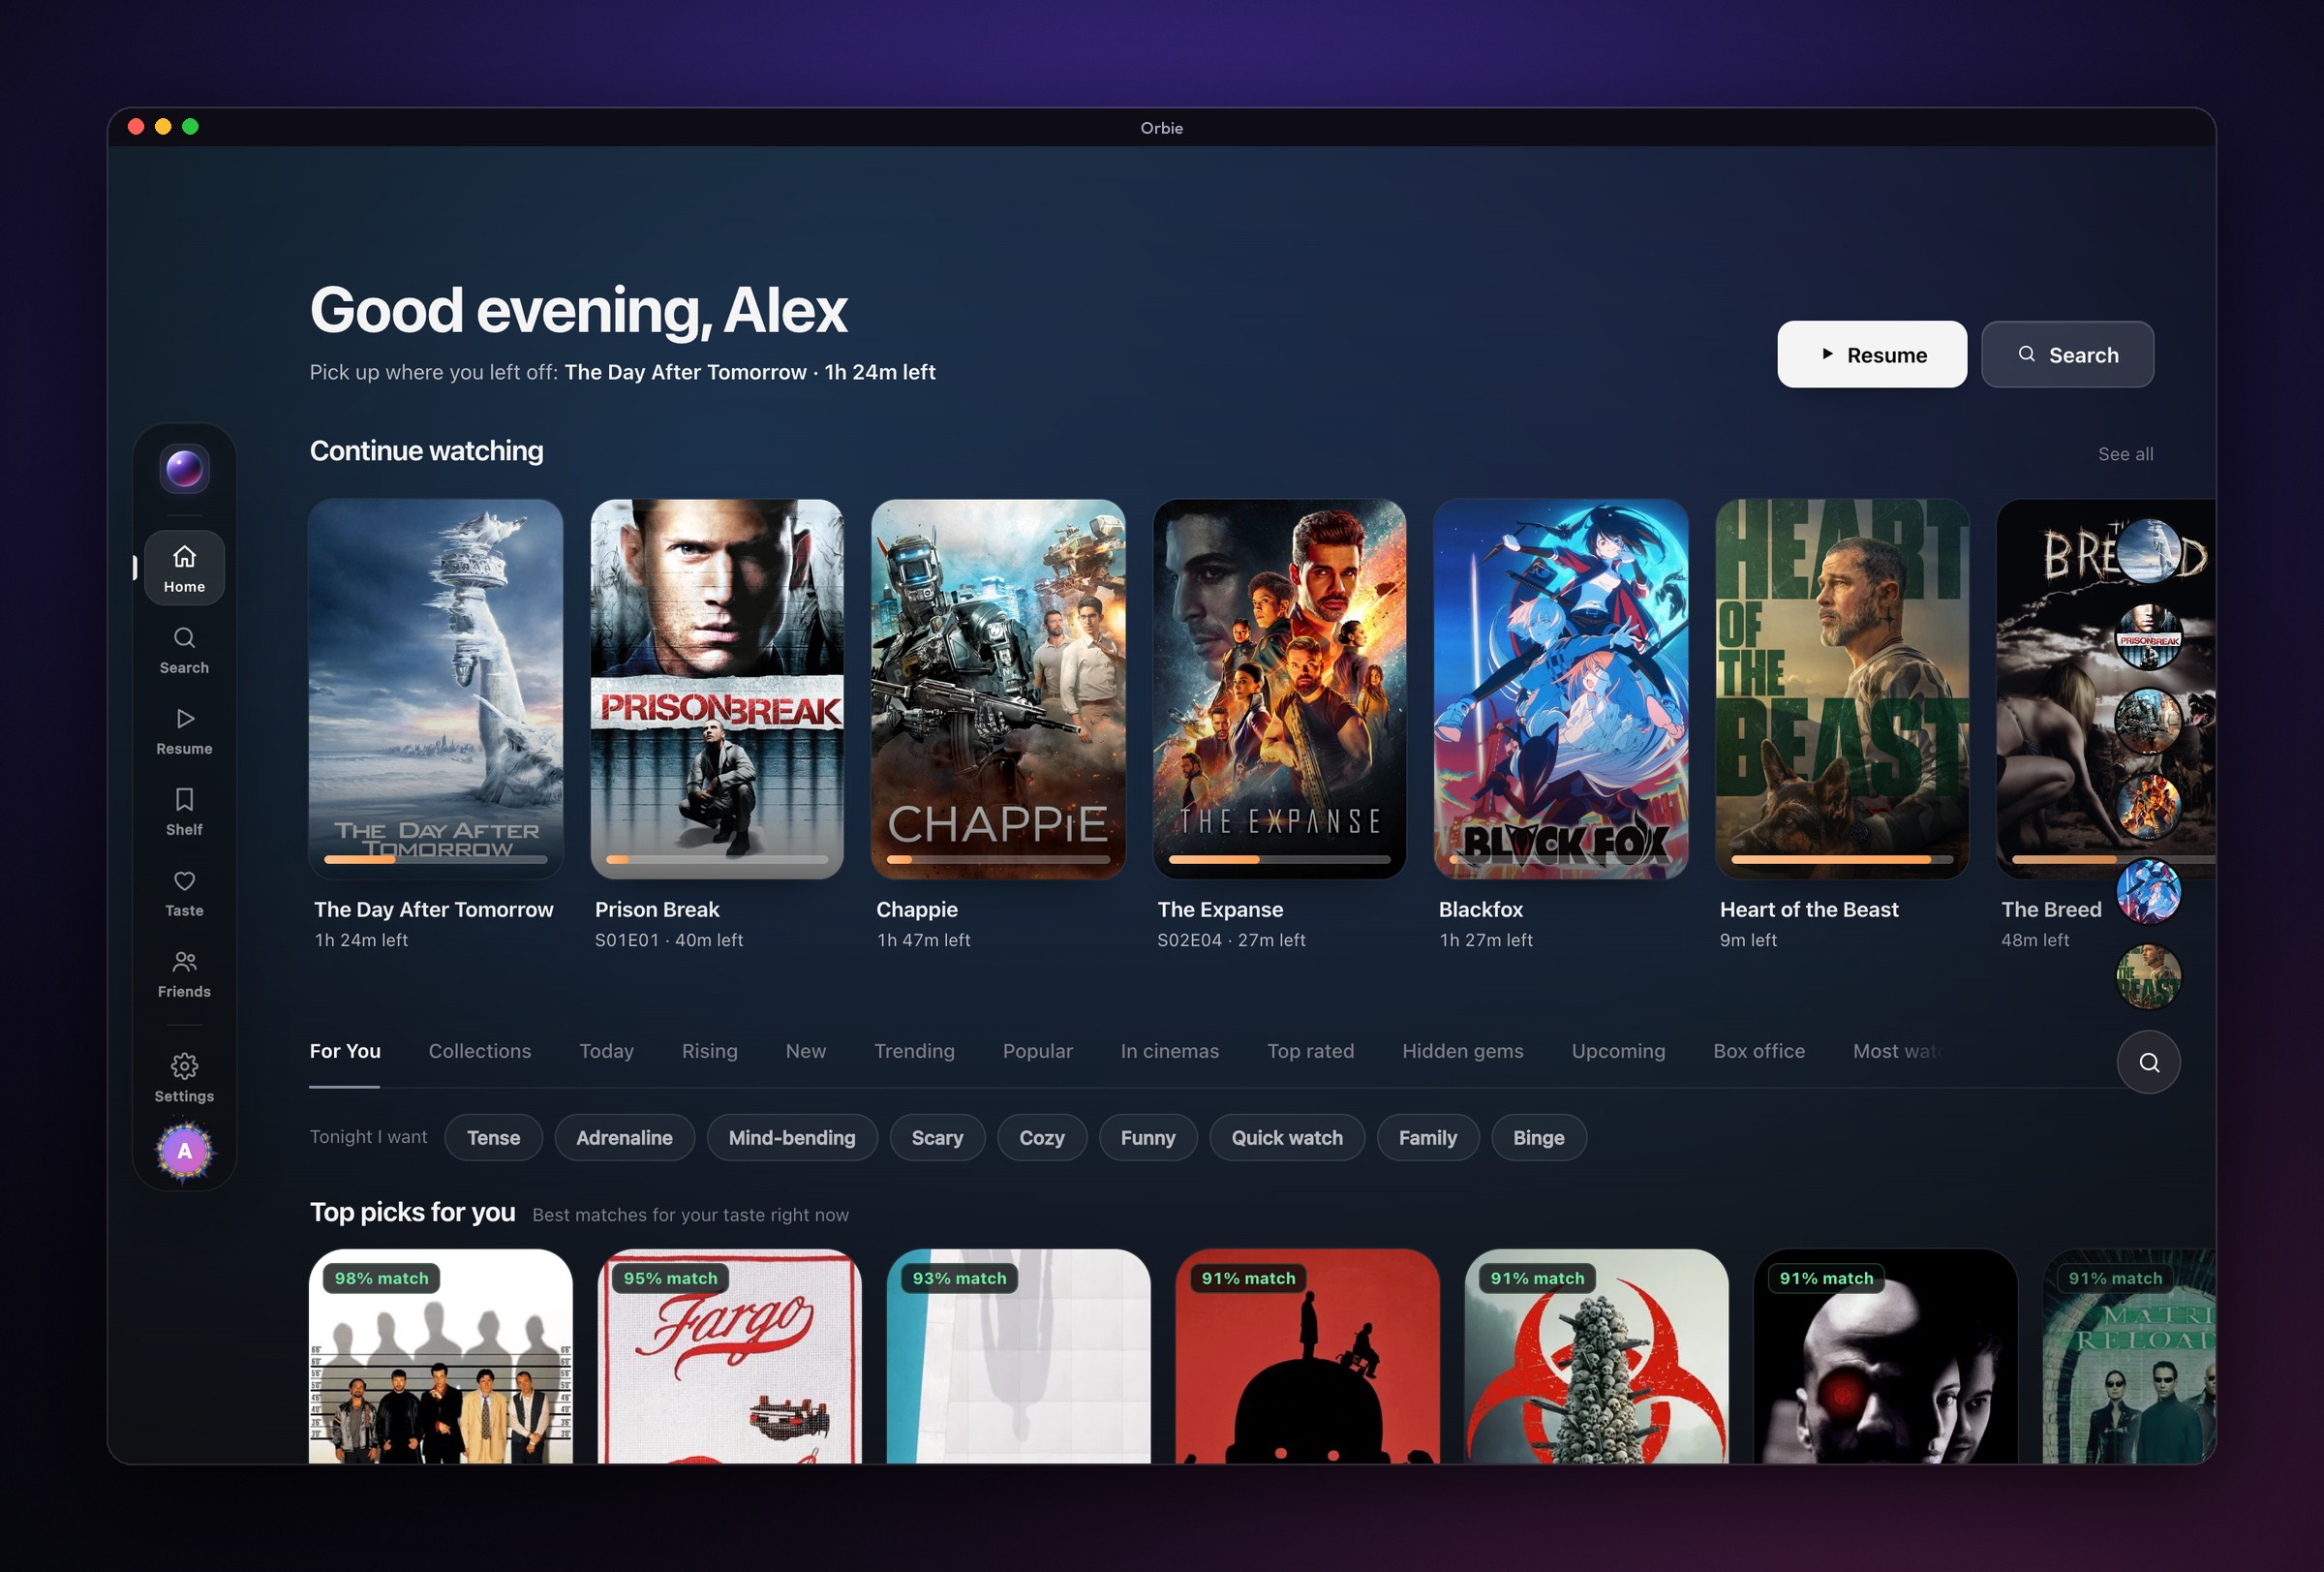 Orbie
Good evening, Alex
Pick up where you left off: The Day After Tomorrow · 1h 24m left
Resume
Search
Continue watching
See all
Home
Search
Resume
Shelf
Taste
Friends
Settings
A
THE DAY AFTER
TOMORROW
PRISON BREAK
CHAPPiE
THE EXPANSE
BLACK FOX
HEART
OF
THE
BEAST
PRISON BREAK
The Day After Tomorrow
1h 24m left
Prison Break
S01E01 · 40m left
Chappie
1h 47m left
The Expanse
S02E04 · 27m left
Blackfox
1h 27m left
Heart of the Beast
9m left
The Breed
48m left
OF
THE
BEAST
For You
Collections
Today
Rising
New
Trending
Popular
In cinemas
Top rated
Hidden gems
Upcoming
Box office
Most
Tonight I want
Tense
Adrenaline
Mind-bending
Scary
Cozy
Funny
Quick watch
Family
Binge
Top picks for you
Best matches for your taste right now
98% match
95% match
Fargo
93% match
91% match
91% match
91% match
91% match